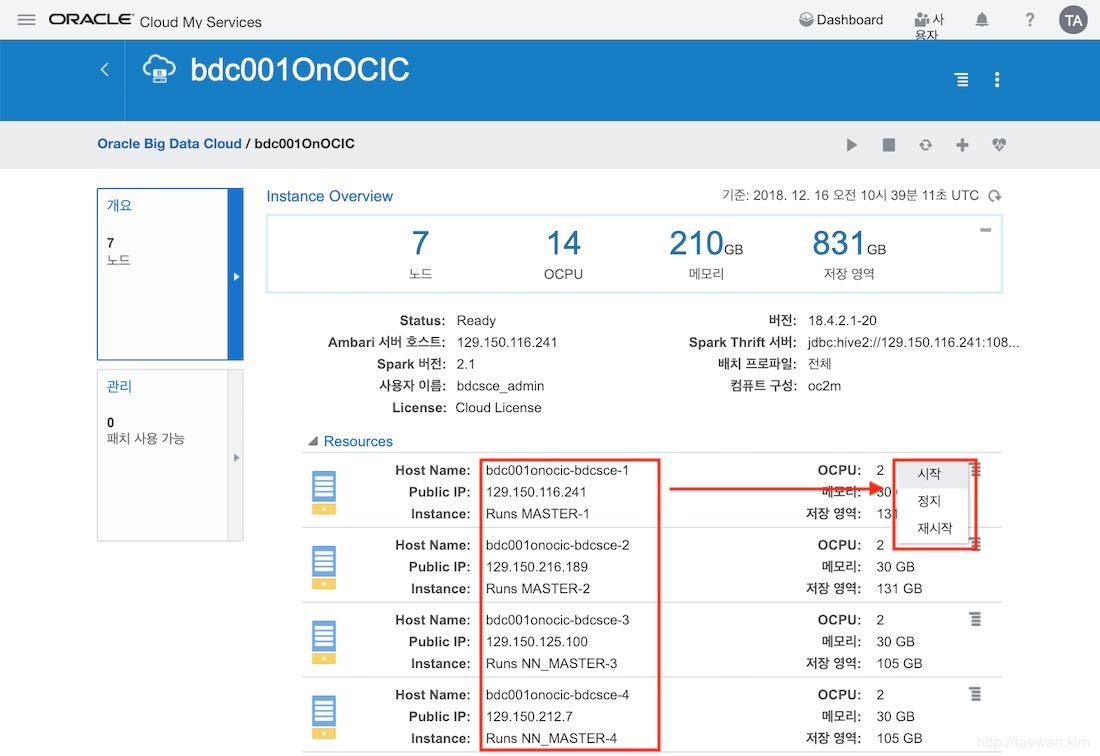 ORACLE® Cloud My Services
Dashboard
사
용자
?
TA
bdc001OnOCIC
Oracle Big Data Cloud / bdc001OnOCIC
개요
7
노드
관리
0
패치 사용 가능
Instance Overview
기준: 2018. 12. 16 오전 10시 39분 11초 UTC
7 14 210GB 831GB
노드 OCPU 메모리 저장 영역
Status: Ready 버전: 18.4.2.1-20
Ambari 서버 호스트: 129.150.116.241 Spark Thrift 서버: jdbc:hive2://129.150.116.241:108...
Spark 버전: 2.1 배치 프로파일: 전체
사용자 이름: bdcsce_admin 컴퓨트 구성: oc2m
License: Cloud License
Resources
Host Name: bdc001onocic-bdcsce-1 OCPU: 2
Public IP: 129.150.116.241 메모리: 30
Instance: Runs MASTER-1 저장 영역: 131
시작
정지
재시작
Host Name: bdc001onocic-bdcsce-2 OCPU: 2
Public IP: 129.150.216.189 메모리: 30 GB
Instance: Runs MASTER-2 저장 영역: 131 GB
Host Name: bdc001onocic-bdcsce-3 OCPU: 2
Public IP: 129.150.125.100 메모리: 30 GB
Instance: Runs NN_MASTER-3 저장 영역: 105 GB
Host Name: bdc001onocic-bdcsce-4 OCPU: 2
Public IP: 129.150.212.7 메모리: 30 GB
Instance: Runs NN_MASTER-4 저장 영역: 105 GB
http://taewan.kim